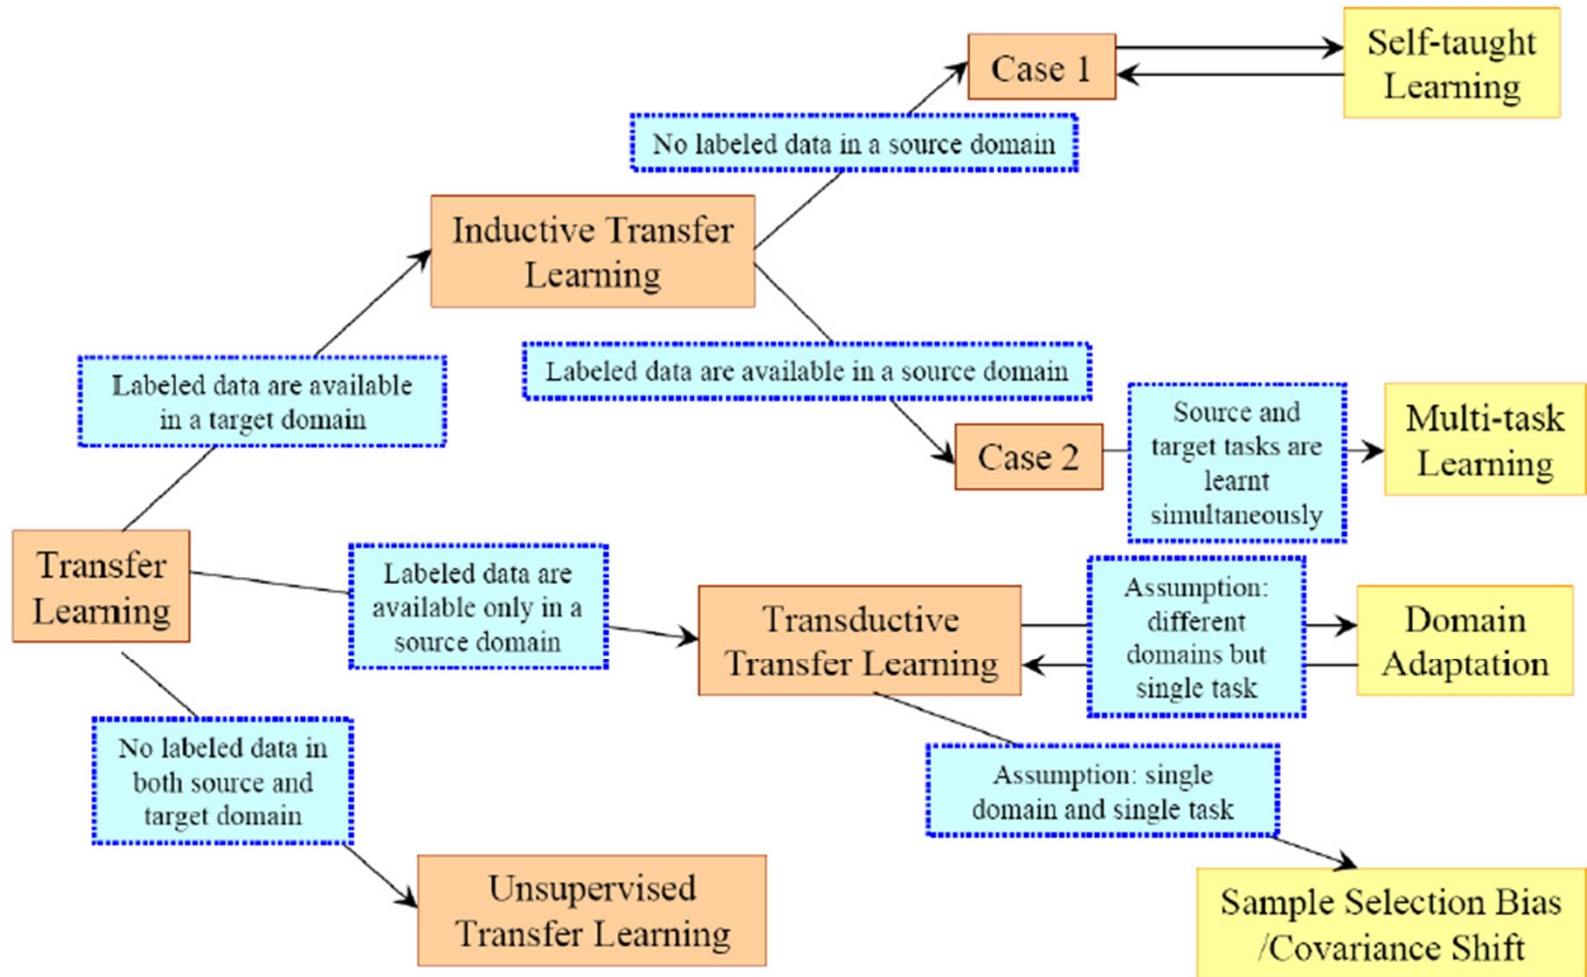 Self-taught
Learning
Case 1
No labeled data in a source domain
Inductive Transfer
Learning
Labeled data are available
in a target domain
Labeled data are available in a source domain
Case 2
Source and
target tasks are
learnt
simultaneously
Multi-task
Learning
Transfer
Learning
Labeled data are
available only in a
source domain
Transductive
Transfer Learning
Assumption:
different
domains but
single task
Domain
Adaptation
No labeled data in
both source and
target domain
Assumption: single
domain and single task
Unsupervised
Transfer Learning
Sample Selection Bias
/Covariance Shift